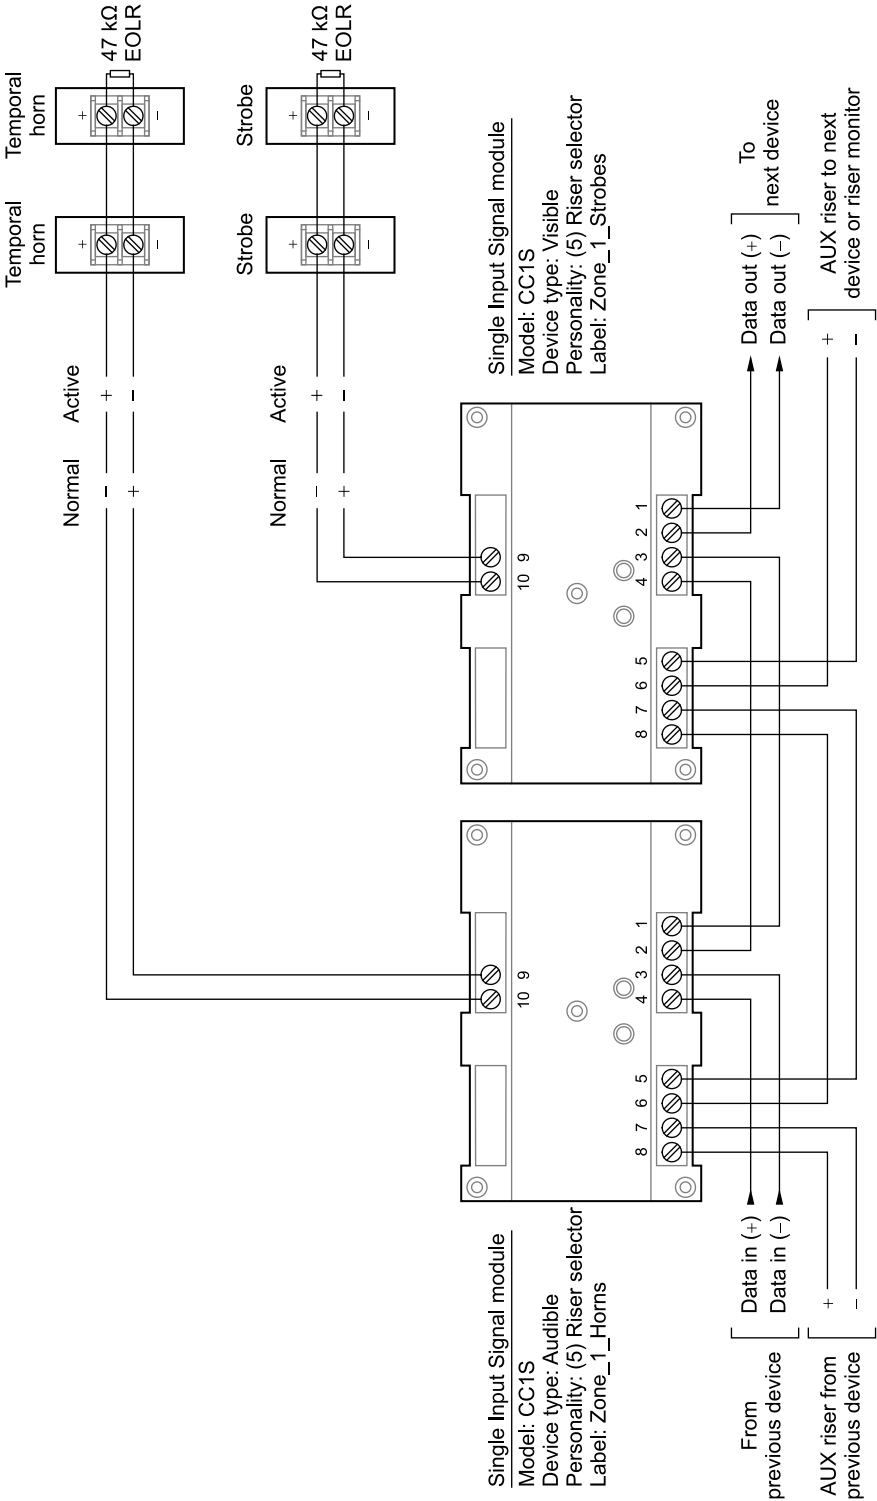 Temporal
horn
Temporal
horn
Normal
Active
−
+
+
−
+
−
+
−
47 kΩ
EOLR
Strobe
Strobe
Normal
Active
−
+
+
−
+
−
+
−
47 kΩ
EOLR
Single Input Signal module
Model: CC1S
Device type: Audible
Personality: (5) Riser selector
Label: Zone_1_Horns
10 9
8 7 6 5 4 3 2 1
10 9
8 7 6 5 4 3 2 1
Single Input Signal module
Model: CC1S
Device type: Visible
Personality: (5) Riser selector
Label: Zone_1_Strobes
From
previous device
Data in (+)
Data in (−)
Data out (+)
Data out (−)
To
next device
AUX riser from
previous device
+
−
+
−
AUX riser to next
device or riser monitor